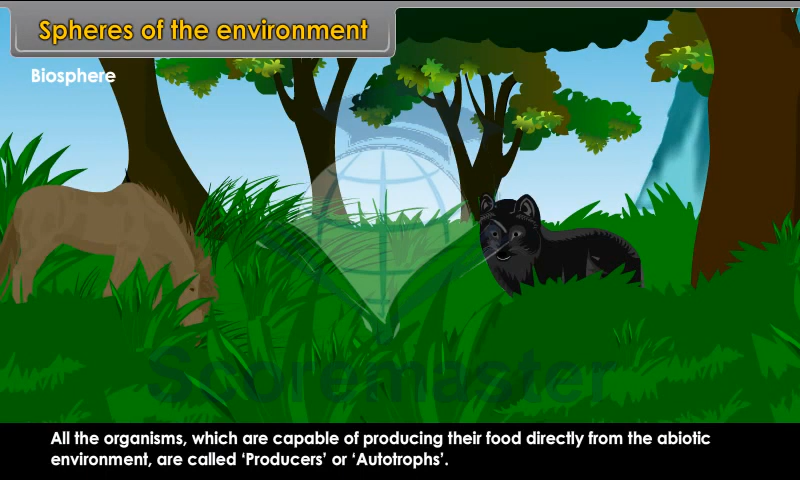 Spheres of the environment
Biosphere
Scoremaster
All the organisms, which are capable of producing their food directly from the abiotic
environment, are called ‘Producers’ or ‘Autotrophs’.